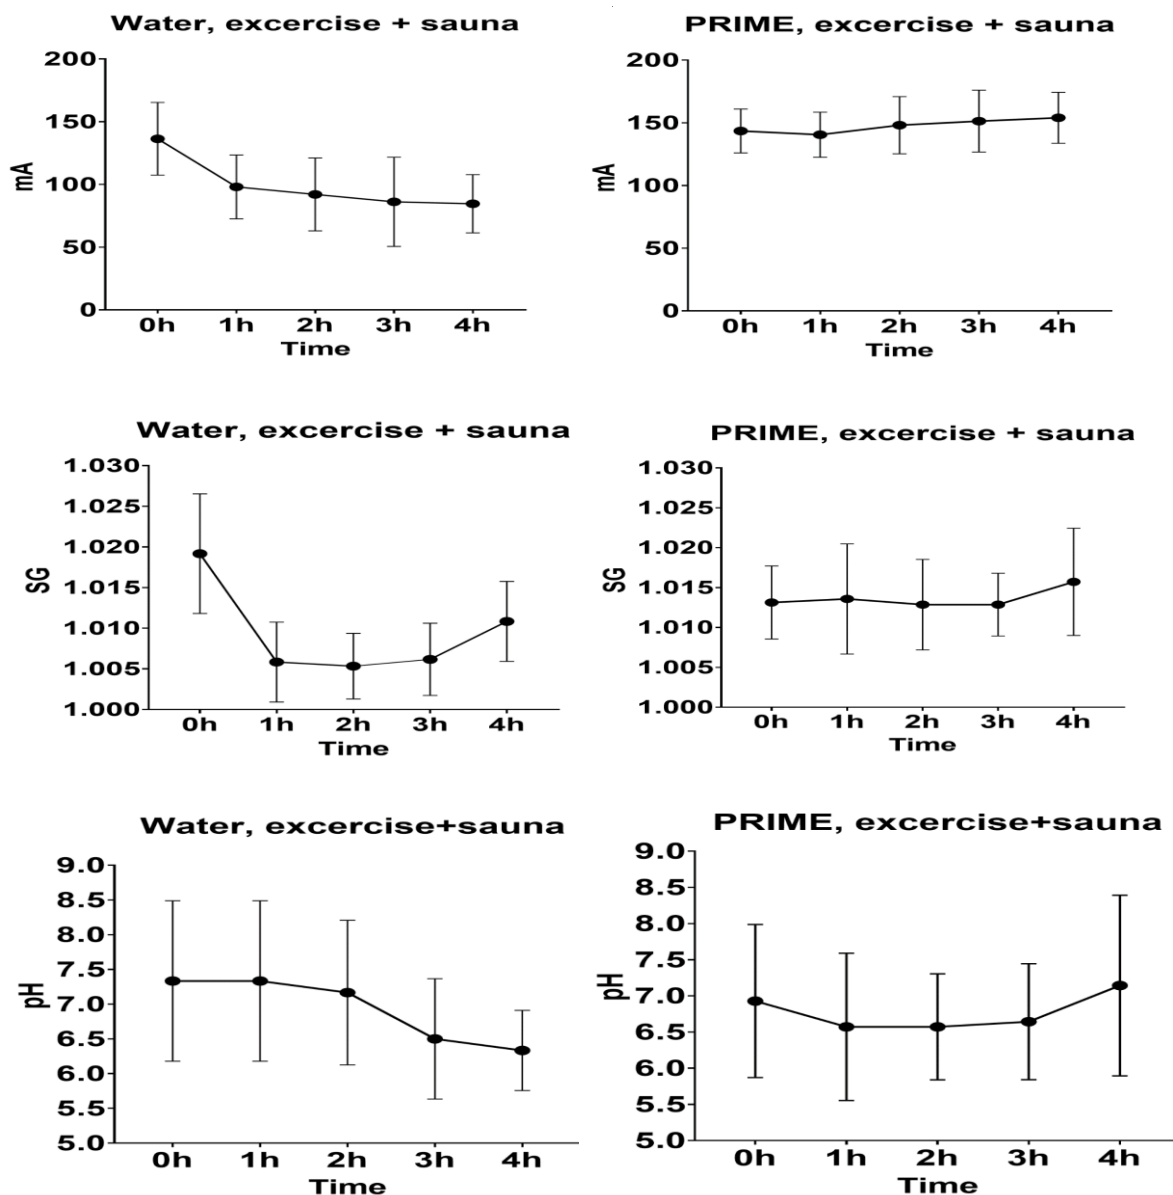 Water, excercise + sauna
200
150
100
50
0
mA
0h 1h 2h 3h 4h
Time
PRIME, excercise + sauna
200
150
100
50
0
mA
0h 1h 2h 3h 4h
Time
Water, excercise + sauna
1.030
1.025
1.020
1.015
1.010
1.005
1.000
SG
0h 1h 2h 3h 4h
Time
PRIME, excercise + sauna
1.030
1.025
1.020
1.015
1.010
1.005
1.000
SG
0h 1h 2h 3h 4h
Time
Water, excercise+sauna
9.0
8.5
8.0
7.5
7.0
6.5
6.0
5.5
5.0
pH
0h 1h 2h 3h 4h
Time
PRIME, excercise+sauna
9.0
8.5
8.0
7.5
7.0
6.5
6.0
5.5
5.0
pH
0h 1h 2h 3h 4h
Time